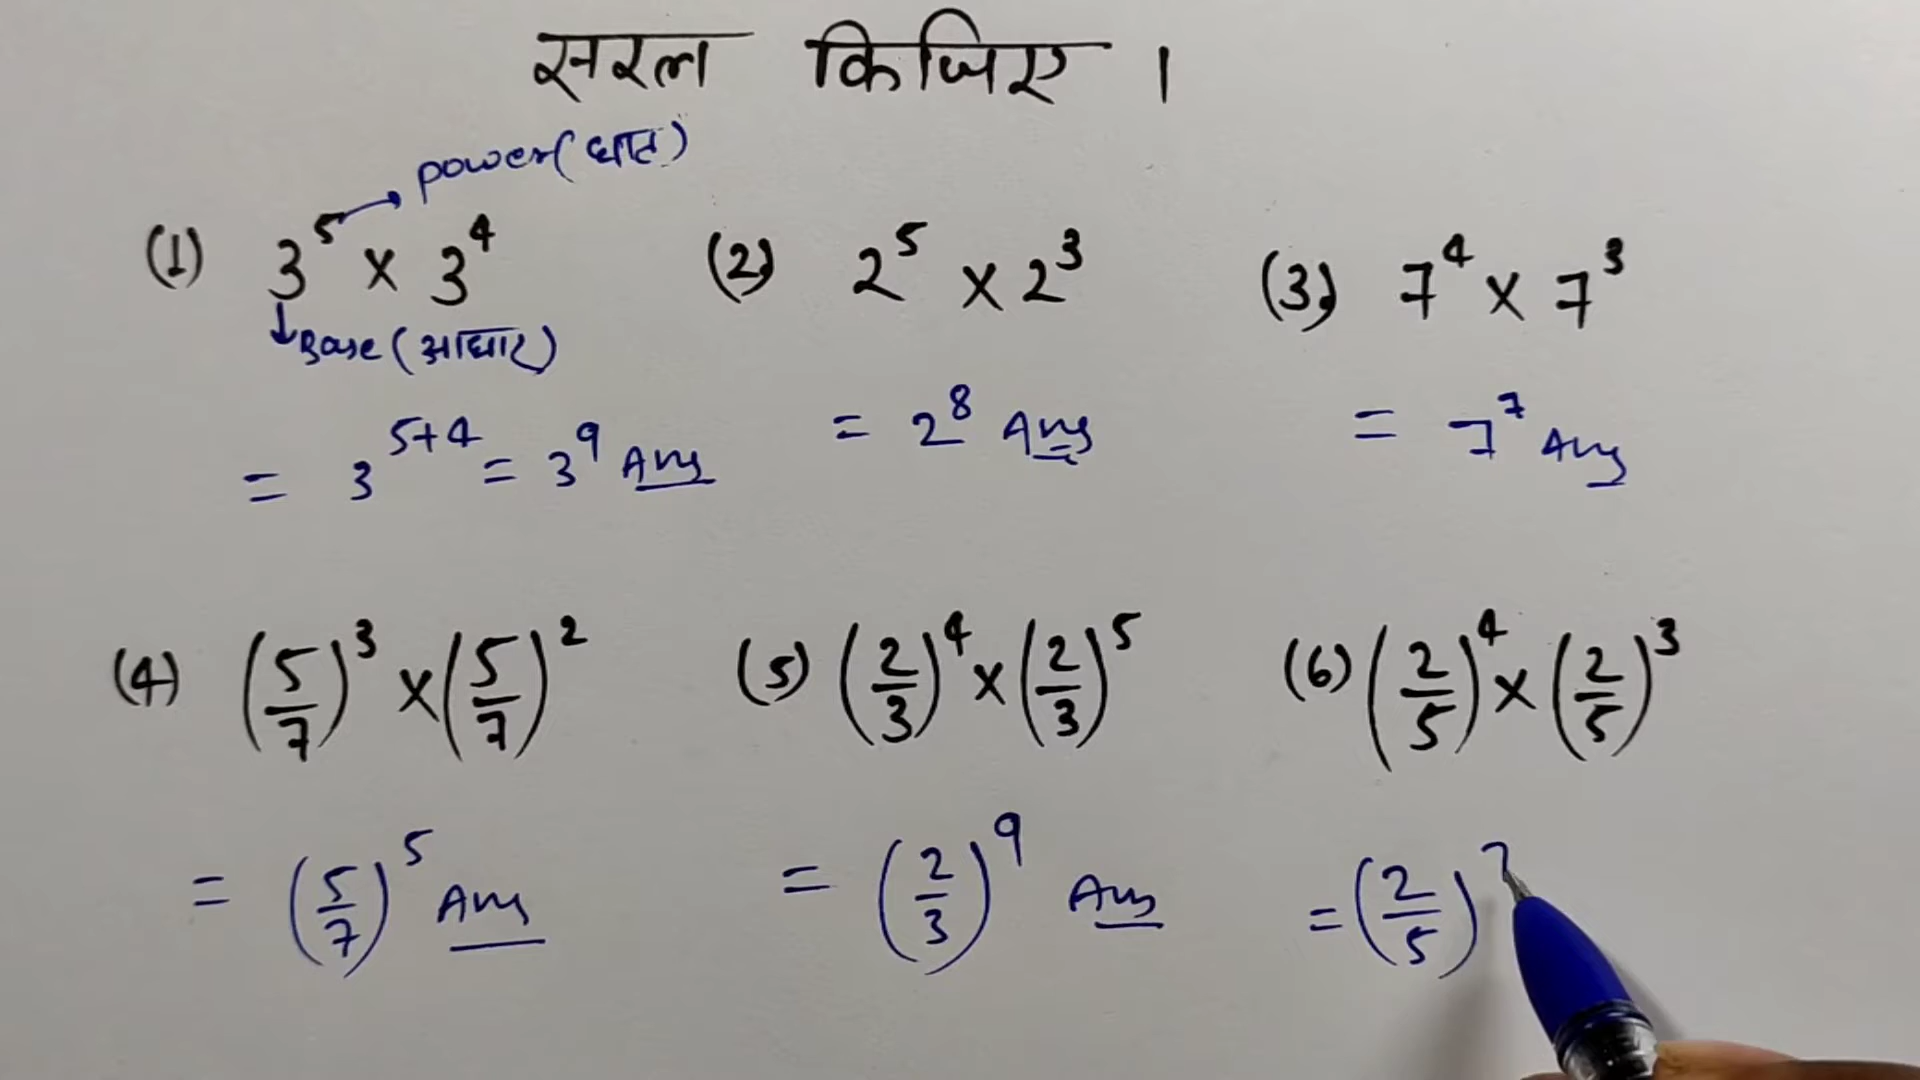 सरल किजिए ।
power (घात)
(1) 3⁵ × 3⁴
Base (आधार)
= 3⁵⁺⁴ = 3⁹ Ans
(2) 2⁵ × 2³
= 2⁸ Ans
(3) 7⁴ × 7³
= 7⁷ Ans
(4) (5/7)³ × (5/7)²
= (5/7)⁵ Ans
(5) (2/3)⁴ × (2/3)⁵
= (2/3)⁹ Ans
(6) (2/5)⁴ × (2/5)³
= (2/5)⁷